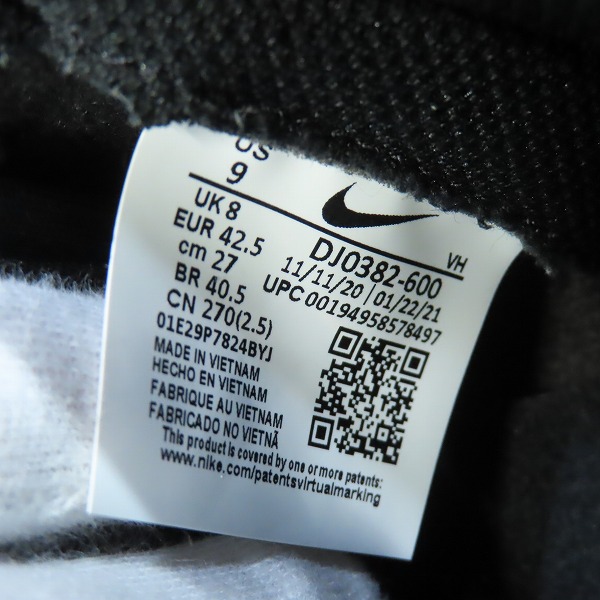 US
9
UK 8
EUR 42.5
cm 27
BR 40.5
CN 270(2.5)
01E29P7824BYJ
MADE IN VIETNAM
HECHO EN VIETNAM
FABRIQUE AU VIETNAM
FABRICADO NO VIETNÃ
This product is covered by one or more patents:
www.nike.com/patentsvirtualmarking
VH
DJ0382-600
11/11/20 | 01/22/21
UPC 00194958578497